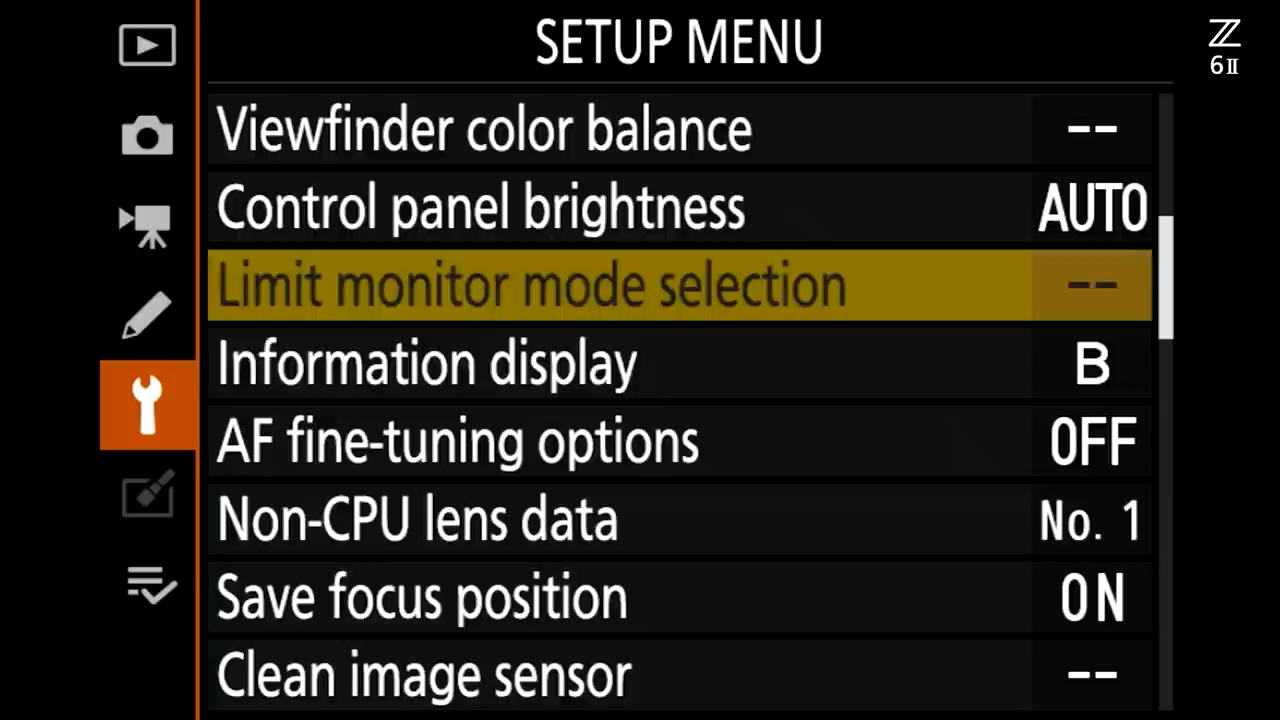 SETUP MENU
ℤ
6II
Viewfinder color balance --
Control panel brightness AUTO
Limit monitor mode selection --
Information display B
AF fine-tuning options OFF
Non-CPU lens data No. 1
Save focus position ON
Clean image sensor --